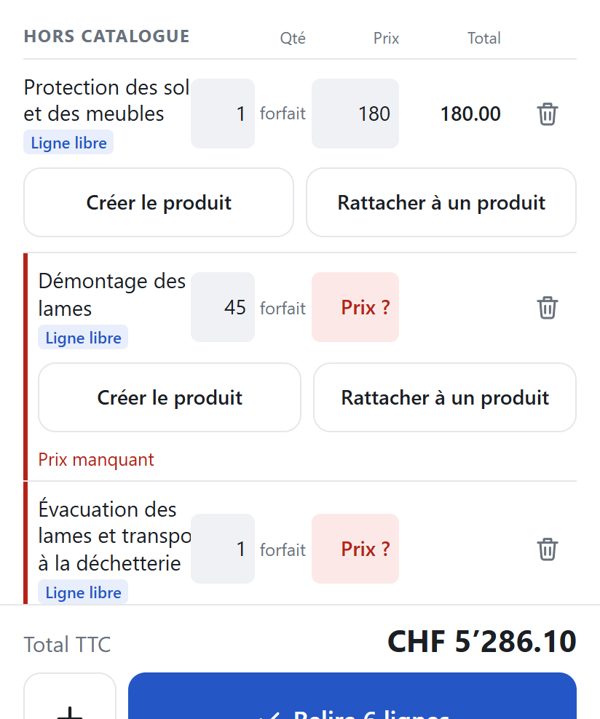 HORS CATALOGUE Qté Prix Total
Protection des sol
et des meubles
1 forfait 180 180.00
Ligne libre
Créer le produit Rattacher à un produit
Démontage des
lames
45 forfait Prix ?
Ligne libre
Créer le produit Rattacher à un produit
Prix manquant
Évacuation des
lames et transpo
à la déchetterie
1 forfait Prix ?
Ligne libre
Total TTC CHF 5’286.10
+ ✓ Relire 6 lignes